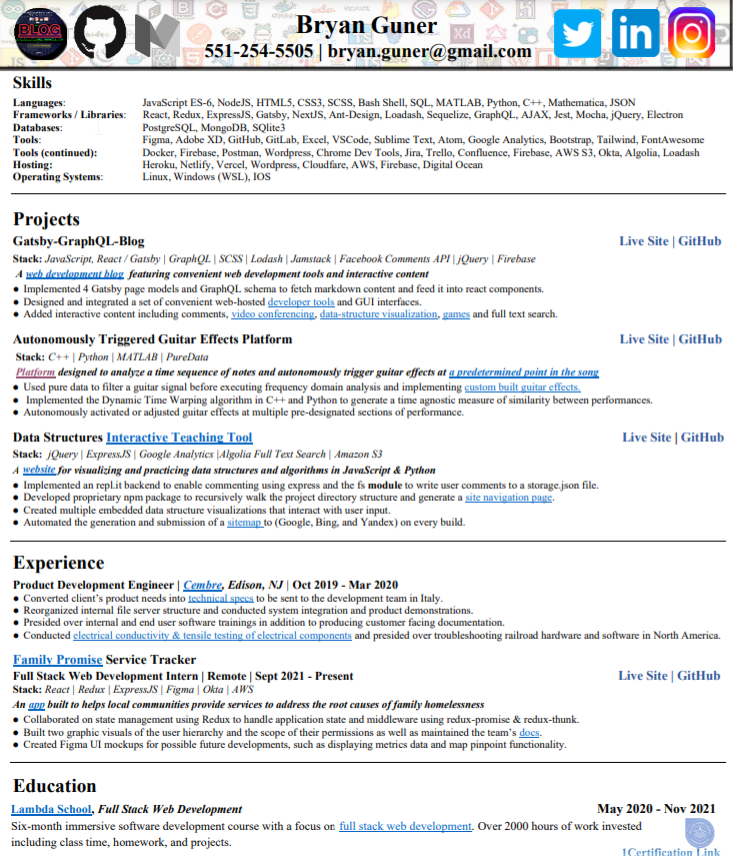 BLOG
Bryan Guner
551-254-5505 | bryan.guner@gmail.com
Skills
Languages: JavaScript ES-6, NodeJS, HTML5, CSS3, SCSS, Bash Shell, SQL, MATLAB, Python, C++, Mathematica, JSON
Frameworks / Libraries: React, Redux, ExpressJS, Gatsby, NextJS, Ant-Design, Loadash, Sequelize, GraphQL, AJAX, Jest, Mocha, jQuery, Electron
Databases: PostgreSQL, MongoDB, SQlite3
Tools: Figma, Adobe XD, GitHub, GitLab, Excel, VSCode, Sublime Text, Atom, Google Analytics, Bootstrap, Tailwind, FontAwesome
Tools (continued): Docker, Firebase, Postman, Wordpress, Chrome Dev Tools, Jira, Trello, Confluence, Firebase, AWS S3, Okta, Algolia, Loadash
Hosting: Heroku, Netlify, Vercel, Wordpress, Cloudfare, AWS, Firebase, Digital Ocean
Operating Systems: Linux, Windows (WSL), IOS
Projects
Gatsby-GraphQL-Blog Live Site | GitHub
Stack: JavaScript, React / Gatsby | GraphQL | SCSS | Lodash | Jamstack | Facebook Comments API | jQuery | Firebase
A web development blog featuring convenient web development tools and interactive content
● Implemented 4 Gatsby page models and GraphQL schema to fetch markdown content and feed it into react components.
● Designed and integrated a set of convenient web-hosted developer tools and GUI interfaces.
● Added interactive content including comments, video conferencing, data-structure visualization, games and full text search.
Autonomously Triggered Guitar Effects Platform Live Site | GitHub
Stack: C++ | Python | MATLAB | PureData
Platform designed to analyze a time sequence of notes and autonomously trigger guitar effects at a predetermined point in the song
● Used pure data to filter a guitar signal before executing frequency domain analysis and implementing custom built guitar effects.
● Implemented the Dynamic Time Warping algorithm in C++ and Python to generate a time agnostic measure of similarity between performances.
● Autonomously activated or adjusted guitar effects at multiple pre-designated sections of performance.
Data Structures Interactive Teaching Tool Live Site | GitHub
Stack: jQuery | ExpressJS | Google Analytics |Algolia Full Text Search | Amazon S3
A website for visualizing and practicing data structures and algorithms in JavaScript & Python
● Implemented an repl.it backend to enable commenting using express and the fs module to write user comments to a storage.json file.
● Developed proprietary npm package to recursively walk the project directory structure and generate a site navigation page.
● Created multiple embedded data structure visualizations that interact with user input.
● Automated the generation and submission of a sitemap to (Google, Bing, and Yandex) on every build.
Experience
Product Development Engineer | Cembre, Edison, NJ | Oct 2019 - Mar 2020
● Converted client's product needs into technical specs to be sent to the development team in Italy.
● Reorganized internal file server structure and conducted system integration and product demonstrations.
● Presided over internal and end user software trainings in addition to producing customer facing documentation.
● Conducted electrical conductivity & tensile testing of electrical components and presided over troubleshooting railroad hardware and software in North America.
Family Promise Service Tracker
Full Stack Web Development Intern | Remote | Sept 2021 - Present Live Site | GitHub
Stack: React | Redux | ExpressJS | Figma | Okta | AWS
An app built to helps local communities provide services to address the root causes of family homelessness
● Collaborated on state management using Redux to handle application state and middleware using redux-promise & redux-thunk.
● Built two graphic visuals of the user hierarchy and the scope of their permissions as well as maintained the team's docs.
● Created Figma UI mockups for possible future developments, such as displaying metrics data and map pinpoint functionality.
Education
Lambda School, Full Stack Web Development May 2020 - Nov 2021
Six-month immersive software development course with a focus on full stack web development. Over 2000 hours of work invested
including class time, homework, and projects.
1Certification Link